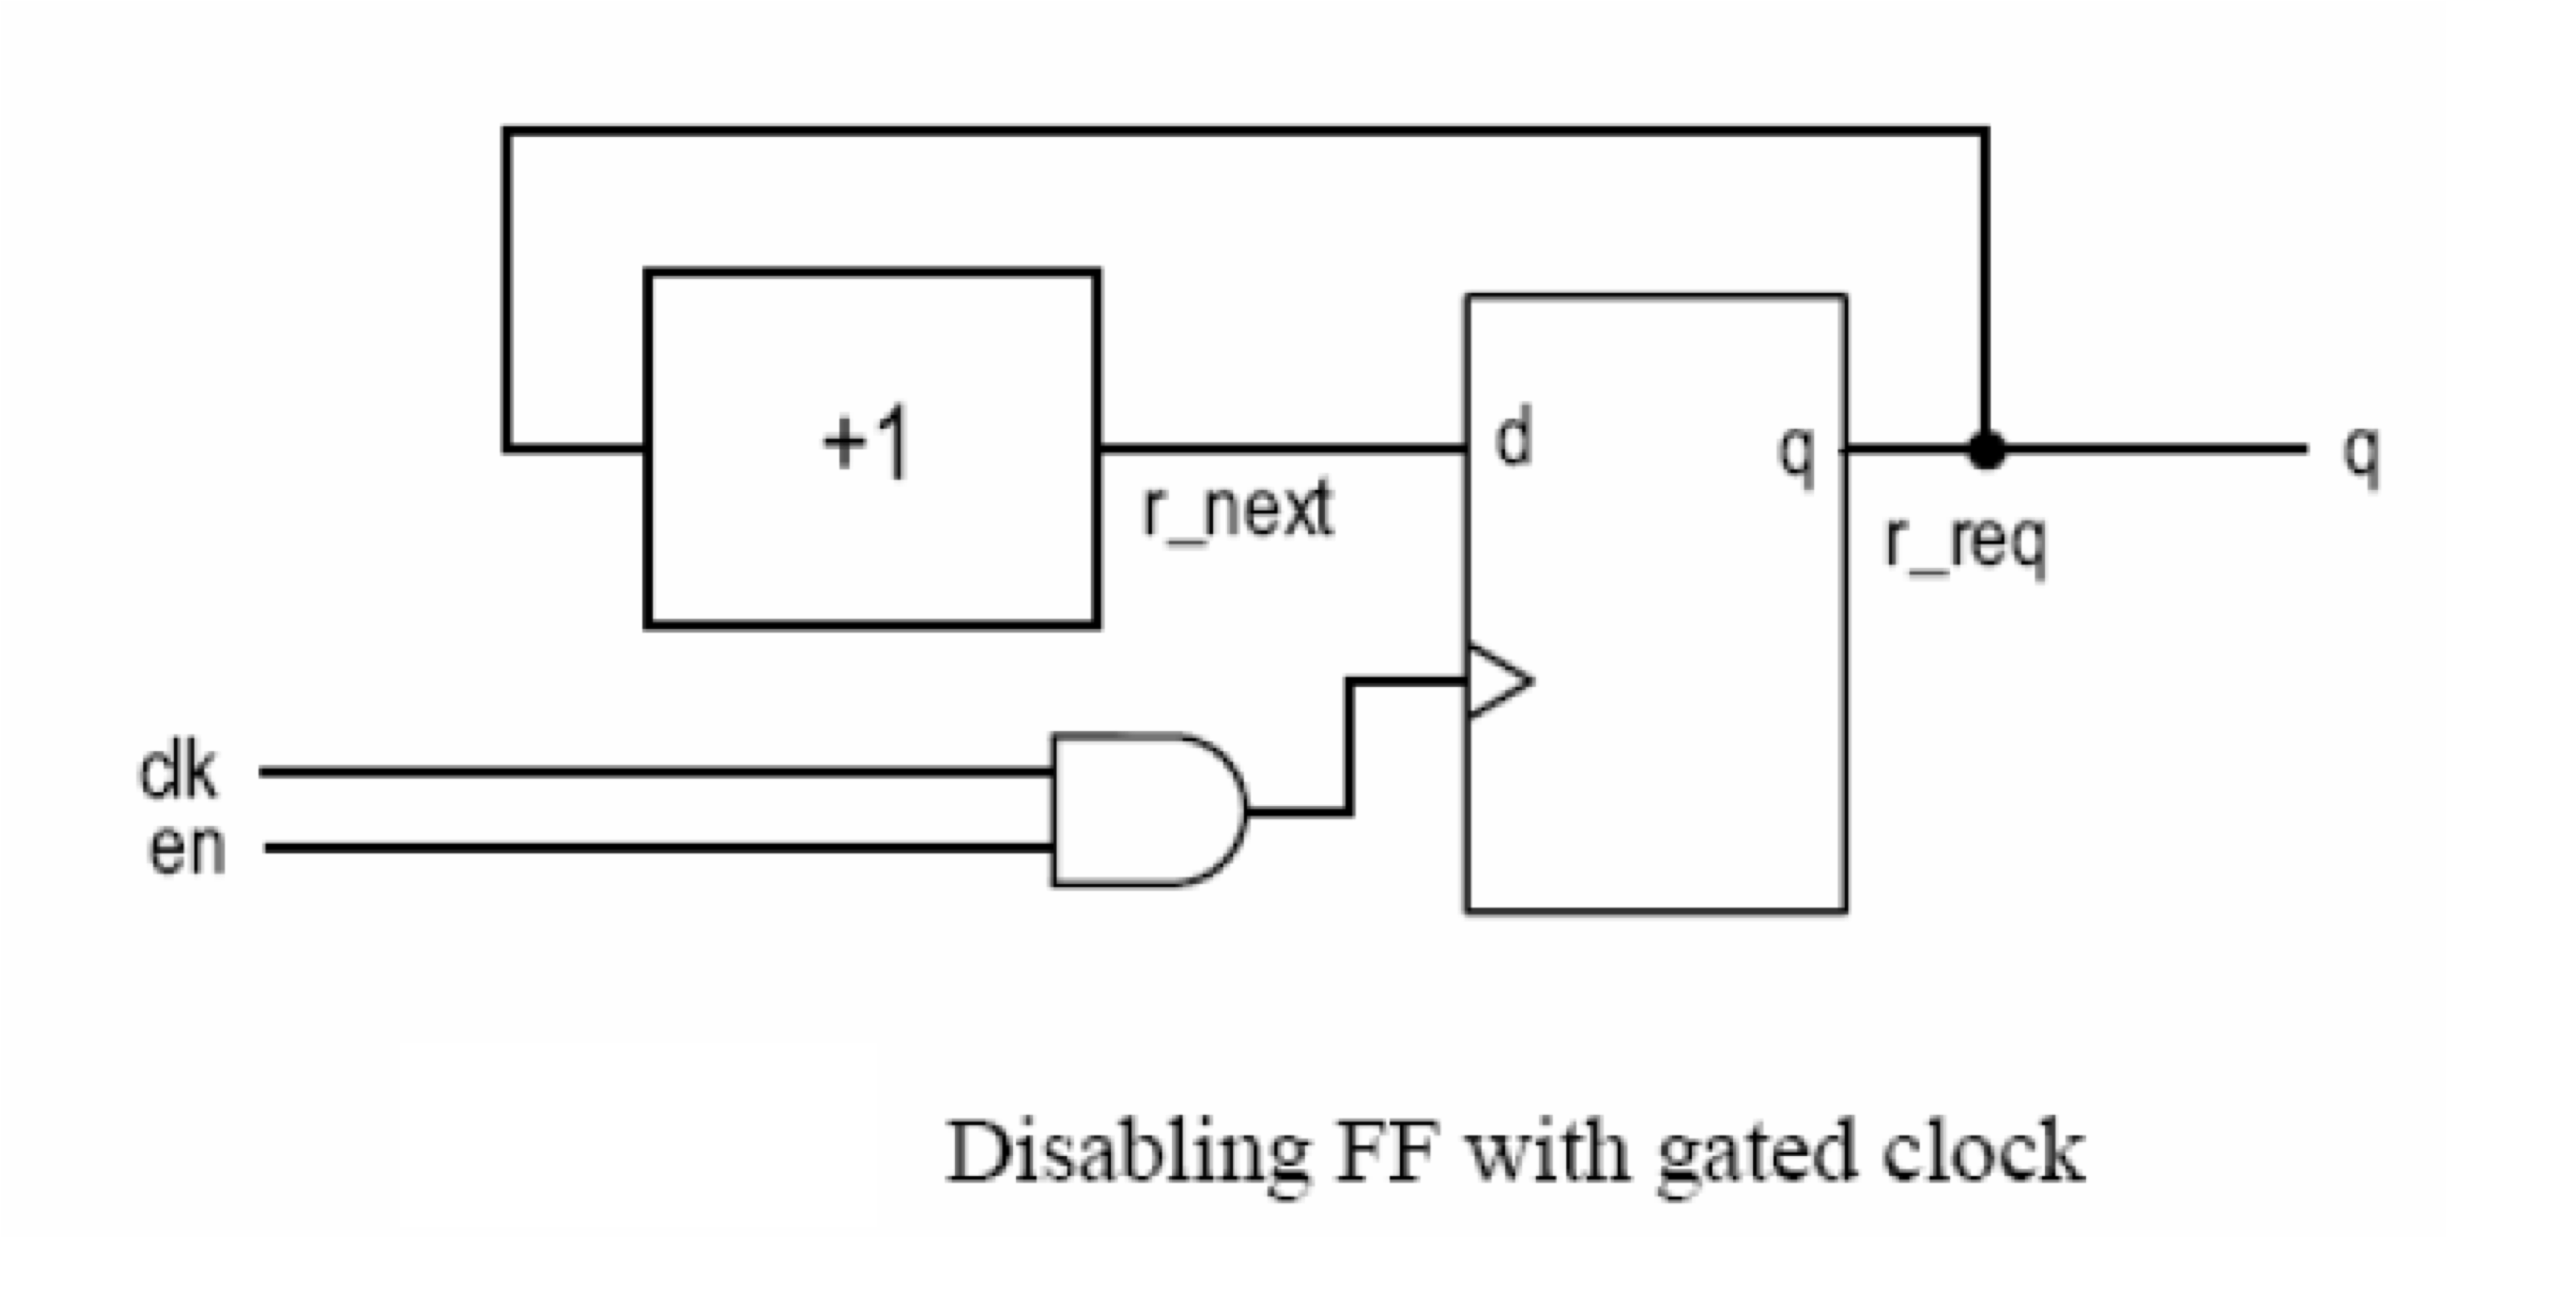 +1
d
q
q
r_next
r_req
clk
en
Disabling FF with gated clock